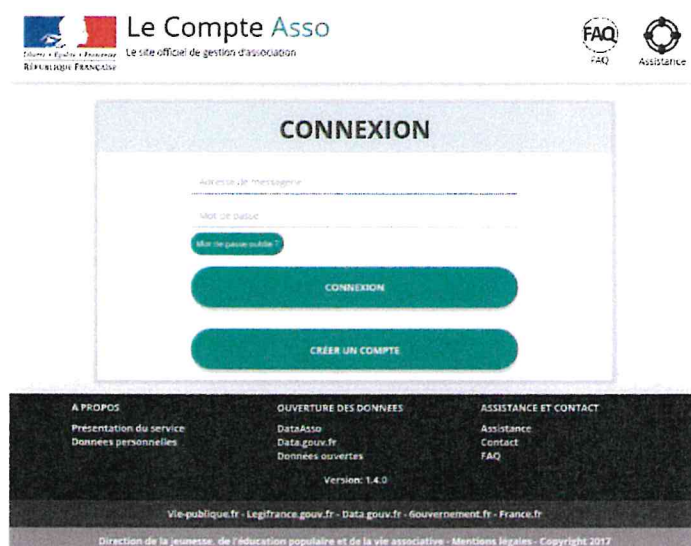 Le Compte Asso
Le site officiel de gestion d'association
Liberté • Égalité • Fraternité
RÉPUBLIQUE FRANÇAISE
FAQ
FAQ
Assistance
CONNEXION
Adresse de messagerie
Mot de passe
Mot de passe oublié ?
CONNEXION
CRÉER UN COMPTE
A PROPOS
Présentation du service
Données personnelles
OUVERTURE DES DONNEES
DataAsso
Data.gouv.fr
Données ouvertes
ASSISTANCE ET CONTACT
Assistance
Contact
FAQ
Version: 1.4.0
Vie-publique.fr - Legifrance.gouv.fr - Data.gouv.fr - Gouvernement.fr - France.fr
Direction de la jeunesse, de l'éducation populaire et de la vie associative - Mentions légales - Copyright 2017